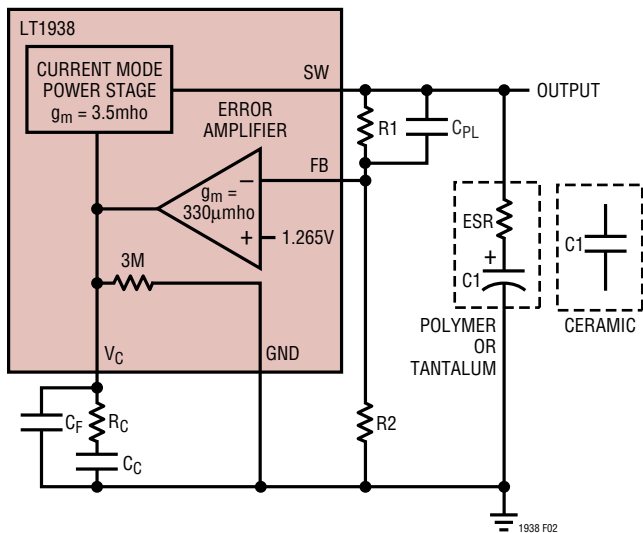 LT1938
CURRENT MODE
POWER STAGE
gm = 3.5mho
SW
OUTPUT
ERROR
AMPLIFIER
R1
CPL
FB
gm =
330µmho
–
+
1.265V
ESR
+
C1
C1
3M
POLYMER
OR
TANTALUM
CERAMIC
VC
GND
CF
RC
CC
R2
1938 F02